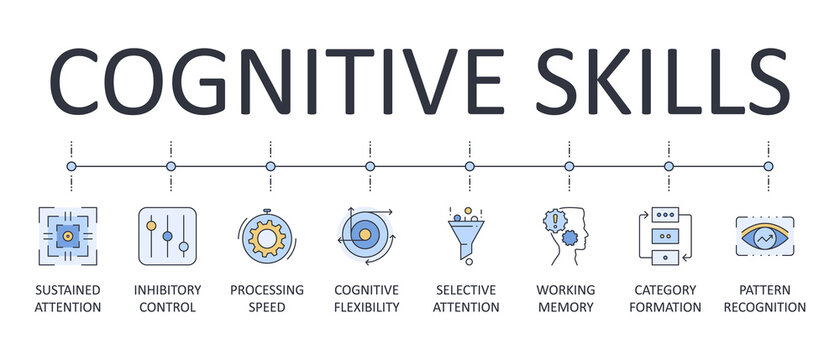 COGNITIVE SKILLS
SUSTAINED
ATTENTION
INHIBITORY
CONTROL
PROCESSING
SPEED
COGNITIVE
FLEXIBILITY
SELECTIVE
ATTENTION
WORKING
MEMORY
CATEGORY
FORMATION
PATTERN
RECOGNITION